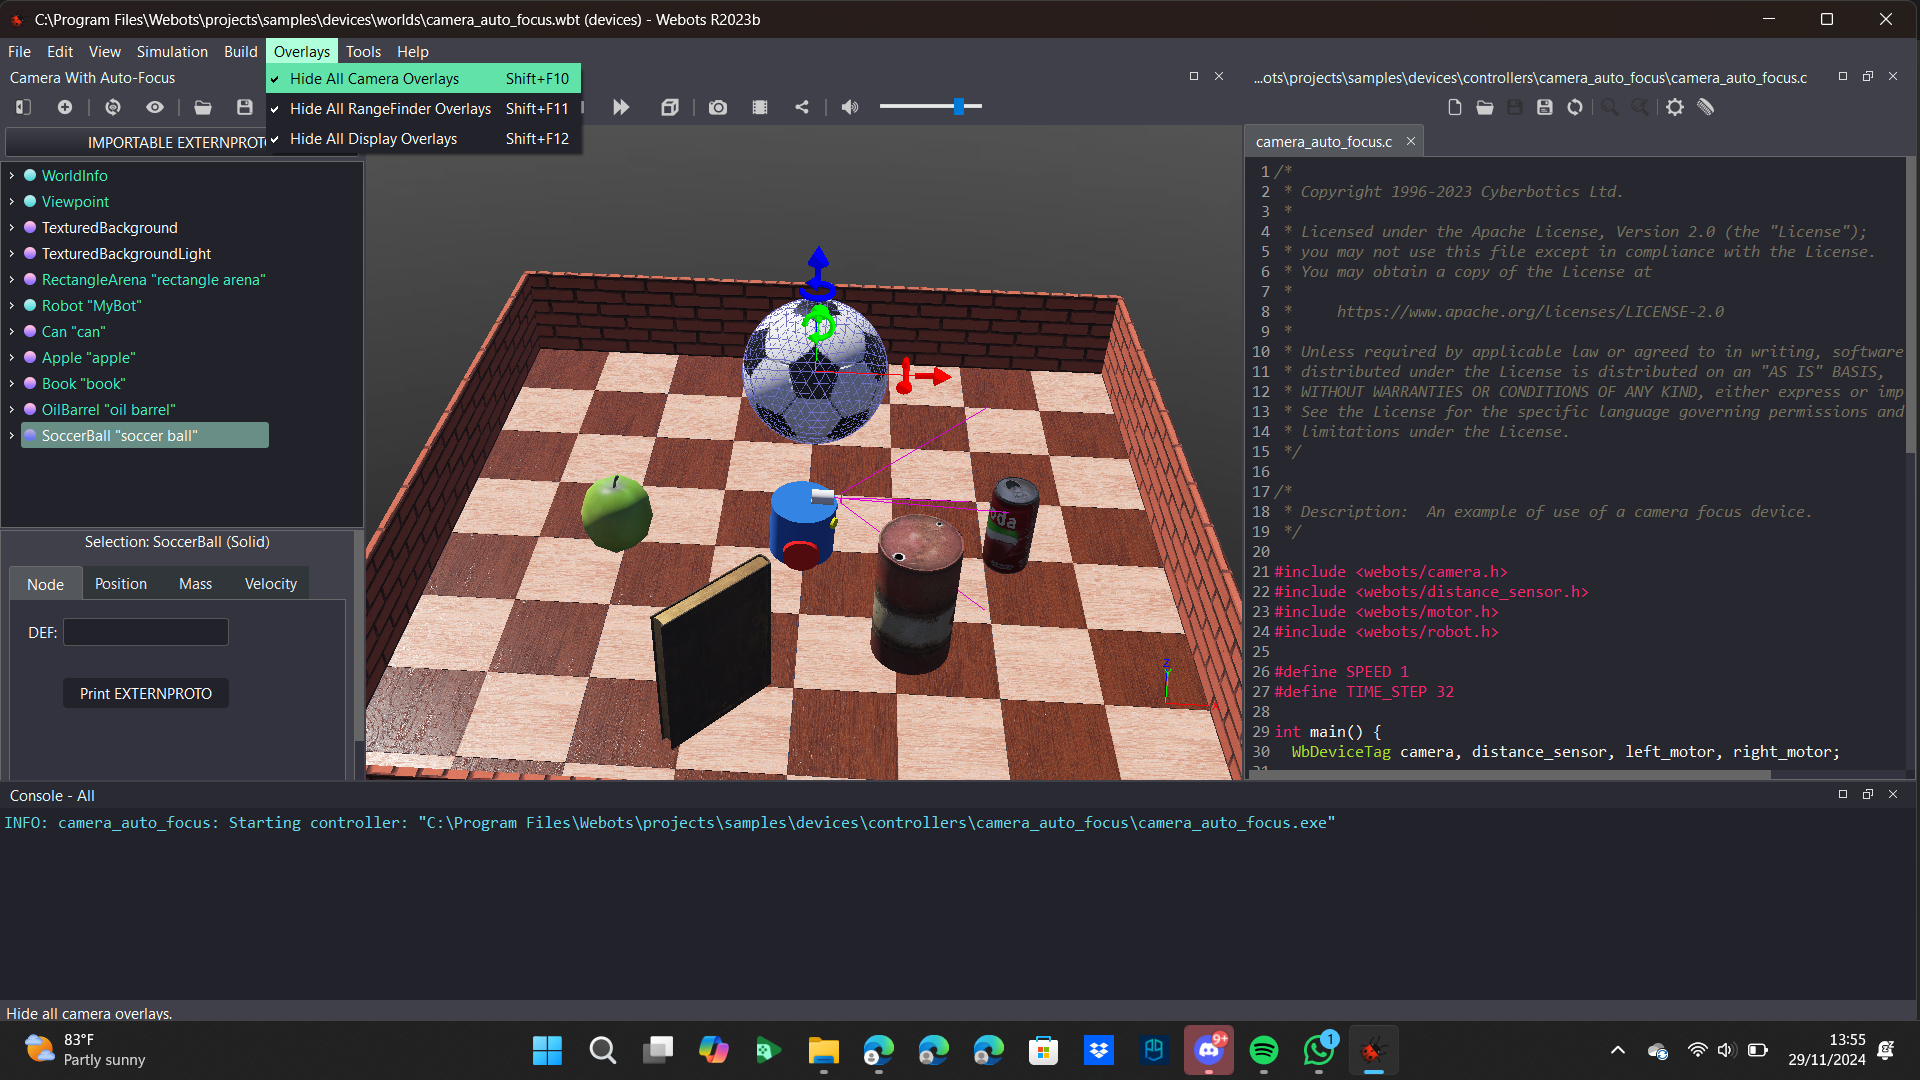 C:\Program Files\Webots\projects\samples\devices\worlds\camera_auto_focus.wbt (devices) - Webots R2023b
File Edit View Simulation Build Overlays Tools Help
Camera With Auto-Focus
Hide All Camera Overlays Shift+F10
Hide All RangeFinder Overlays Shift+F11
Hide All Display Overlays Shift+F12
...ots\projects\samples\devices\controllers\camera_auto_focus\camera_auto_focus.c
IMPORTABLE EXTERNPROTO
WorldInfo
Viewpoint
TexturedBackground
TexturedBackgroundLight
RectangleArena "rectangle arena"
Robot "MyBot"
Can "can"
Apple "apple"
Book "book"
OilBarrel "oil barrel"
SoccerBall "soccer ball"
Selection: SoccerBall (Solid)
Node Position Mass Velocity
DEF:
Print EXTERNPROTO
Z
camera_auto_focus.c
1 /*
2 * Copyright 1996-2023 Cyberbotics Ltd.
3 *
4 * Licensed under the Apache License, Version 2.0 (the "License");
5 * you may not use this file except in compliance with the License.
6 * You may obtain a copy of the License at
7 *
8 * https://www.apache.org/licenses/LICENSE-2.0
9 *
10 * Unless required by applicable law or agreed to in writing, software
11 * distributed under the License is distributed on an "AS IS" BASIS,
12 * WITHOUT WARRANTIES OR CONDITIONS OF ANY KIND, either express or imp
13 * See the License for the specific language governing permissions and
14 * limitations under the License.
15 */
16
17 /*
18 * Description: An example of use of a camera focus device.
19 */
20
21 #include <webots/camera.h>
22 #include <webots/distance_sensor.h>
23 #include <webots/motor.h>
24 #include <webots/robot.h>
25
26 #define SPEED 1
27 #define TIME_STEP 32
28
29 int main() {
30 WbDeviceTag camera, distance_sensor, left_motor, right_motor;
Console - All
INFO: camera_auto_focus: Starting controller: "C:\Program Files\Webots\projects\samples\devices\controllers\camera_auto_focus\camera_auto_focus.exe"
Hide all camera overlays.
83°F
Partly sunny
9+
1
13:55
29/11/2024